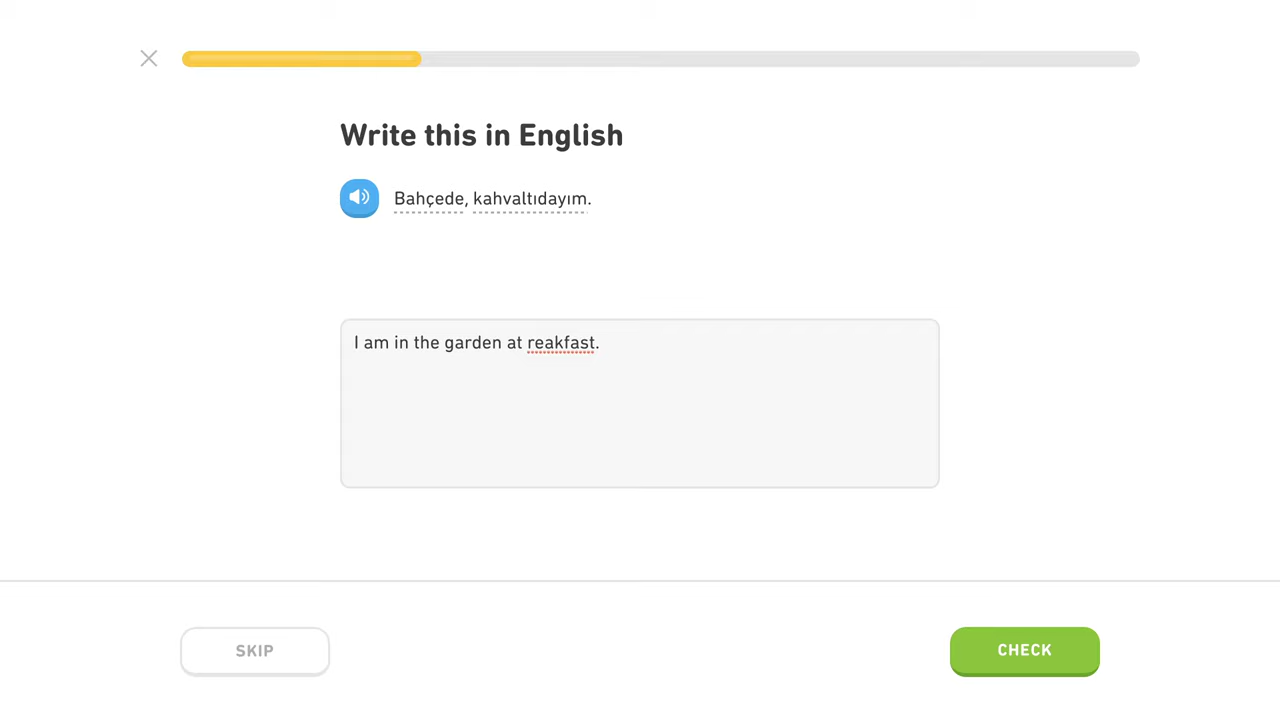 Write this in English
Bahçede, kahvaltıdayım.
I am in the garden at reakfast.
SKIP
CHECK